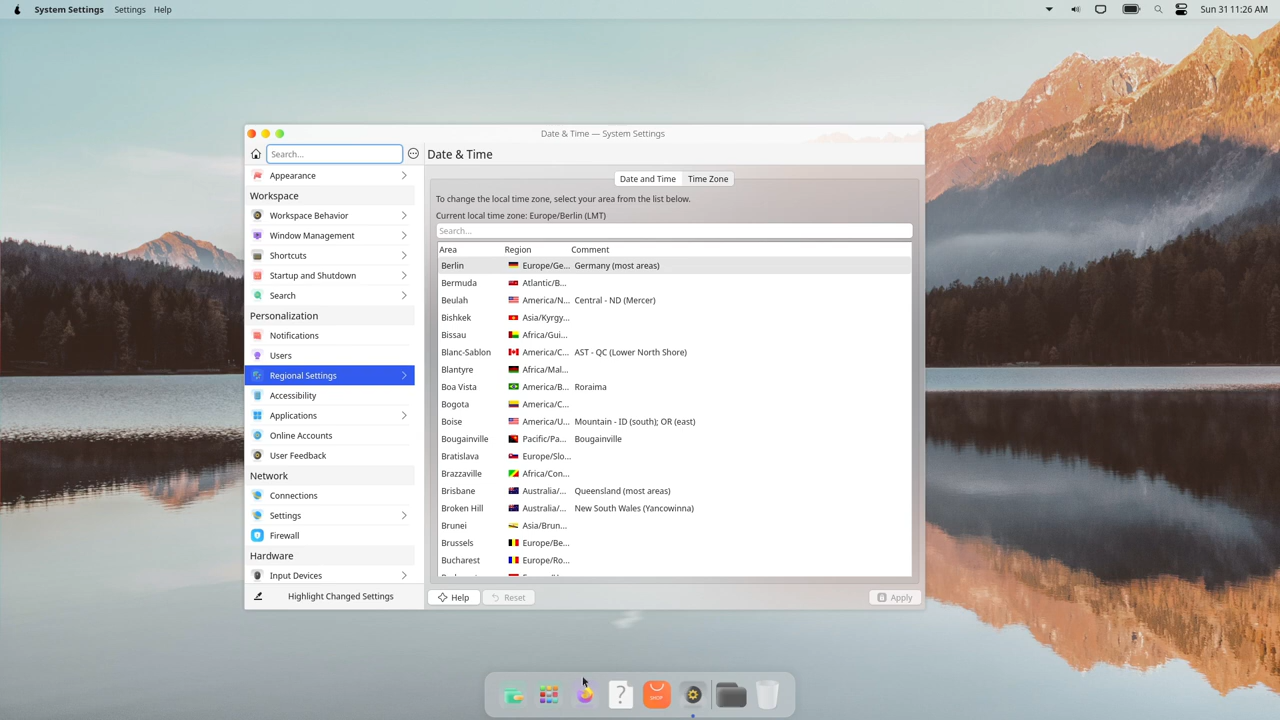 System Settings Settings Help Sun 31 11:26 AM
Date & Time — System Settings
Search...
Date & Time
Appearance
Workspace
Workspace Behavior
Window Management
Shortcuts
Startup and Shutdown
Search
Personalization
Notifications
Users
Regional Settings
Accessibility
Applications
Online Accounts
User Feedback
Network
Connections
Settings
Firewall
Hardware
Input Devices
Highlight Changed Settings
Date and Time Time Zone
To change the local time zone, select your area from the list below.
Current local time zone: Europe/Berlin (LMT)
Search...
Area Region Comment
Berlin Europe/Ge... Germany (most areas)
Bermuda Atlantic/B...
Beulah America/N... Central - ND (Mercer)
Bishkek Asia/Kyrgy...
Bissau Africa/Gui...
Blanc-Sablon America/C... AST - QC (Lower North Shore)
Blantyre Africa/Mal...
Boa Vista America/B... Roraima
Bogota America/C...
Boise America/U... Mountain - ID (south); OR (east)
Bougainville Pacific/Pa... Bougainville
Bratislava Europe/Slo...
Brazzaville Africa/Con...
Brisbane Australia/... Queensland (most areas)
Broken Hill Australia/... New South Wales (Yancowinna)
Brunei Asia/Brun...
Brussels Europe/Be...
Bucharest Europe/Ro...
Help Reset Apply
?
SHOP